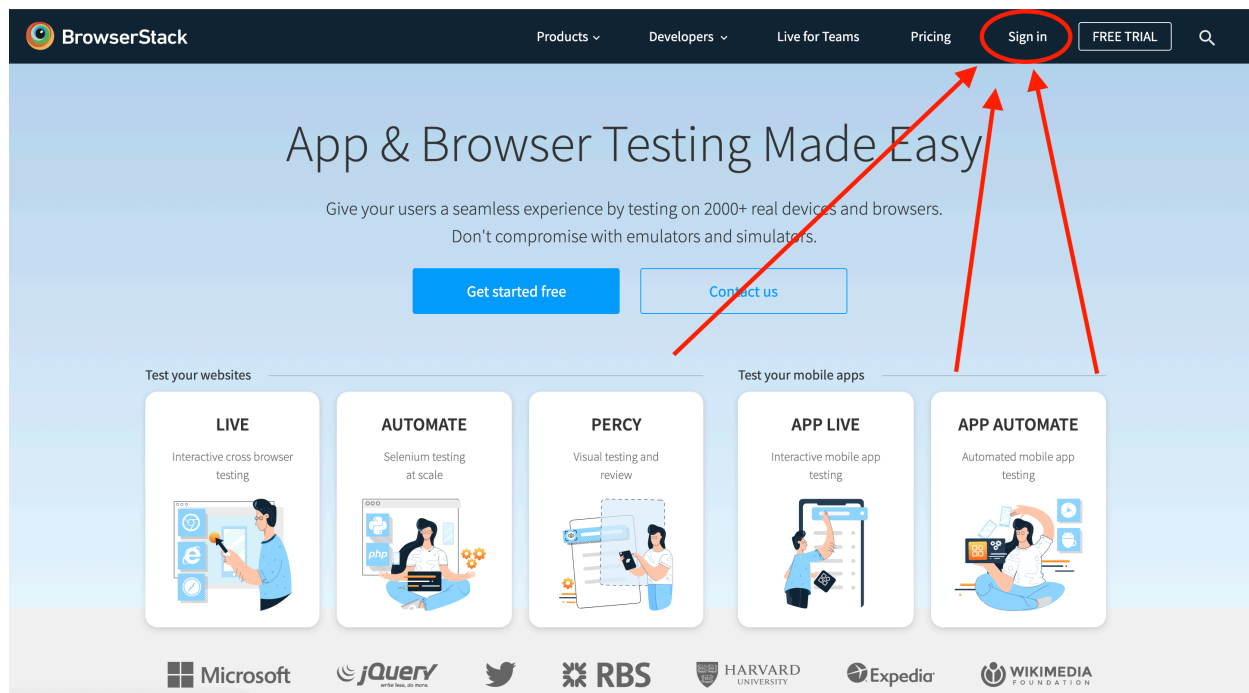 BrowserStack Products Developers Live for Teams Pricing Sign in FREE TRIAL
App & Browser Testing Made Easy
Give your users a seamless experience by testing on 2000+ real devices and browsers.
Don't compromise with emulators and simulators.
Get started free Contact us
Test your websites Test your mobile apps
LIVE AUTOMATE PERCY APP LIVE APP AUTOMATE
Interactive cross browser Selenium testing Visual testing and Interactive mobile app Automated mobile app
testing at scale review testing testing
php
Microsoft jQuery RBS HARVARD Expedia WIKIMEDIA
write less, do more. UNIVERSITY FOUNDATION